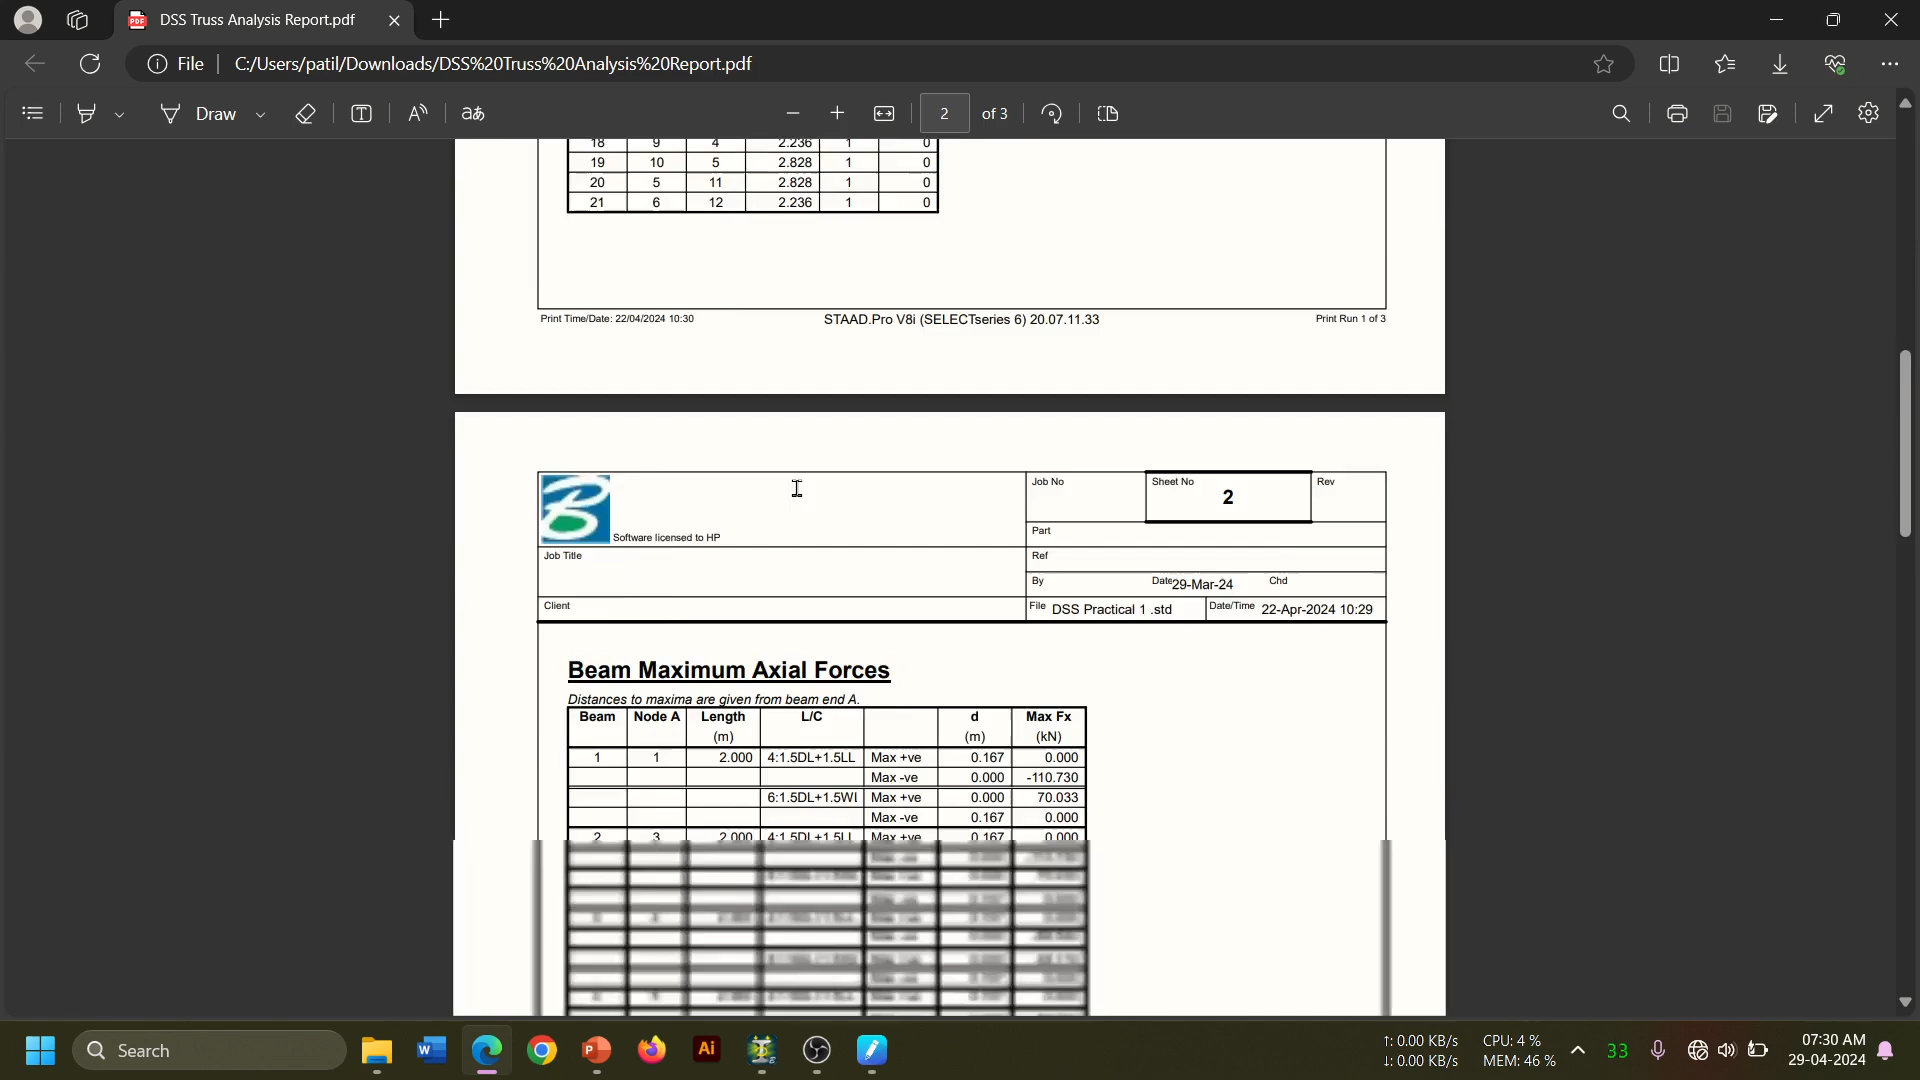 DSS Truss Analysis Report.pdf
File
C:/Users/patil/Downloads/DSS%20Truss%20Analysis%20Report.pdf
Draw 2 of 3
18 9 4 2.236 1 0
19 10 5 2.828 1 0
20 5 11 2.828 1 0
21 6 12 2.236 1 0
Print Time/Date: 22/04/2024 10:30 STAAD.Pro V8i (SELECTseries 6) 20.07.11.33 Print Run 1 of 3
Software licensed to HP
Job No
Sheet No
2
Rev
Part
Job Title
Ref
By Date 29-Mar-24 Chd
Client
File DSS Practical 1 .std Date/Time 22-Apr-2024 10:29
Beam Maximum Axial Forces
Distances to maxima are given from beam end A.
Beam Node A Length L/C d Max Fx
(m) (m) (kN)
1 1 2.000 4:1.5DL+1.5LL Max +ve 0.167 0.000
Max -ve 0.000 -110.730
6:1.5DL+1.5WI Max +ve 0.000 70.033
Max -ve 0.167 0.000
2 3 2.000 4:1.5DL+1.5LL Max +ve 0.167 0.000
Search
↑: 0.00 KB/s CPU: 4 %
↓: 0.00 KB/s MEM: 46 %
33
07:30 AM
29-04-2024